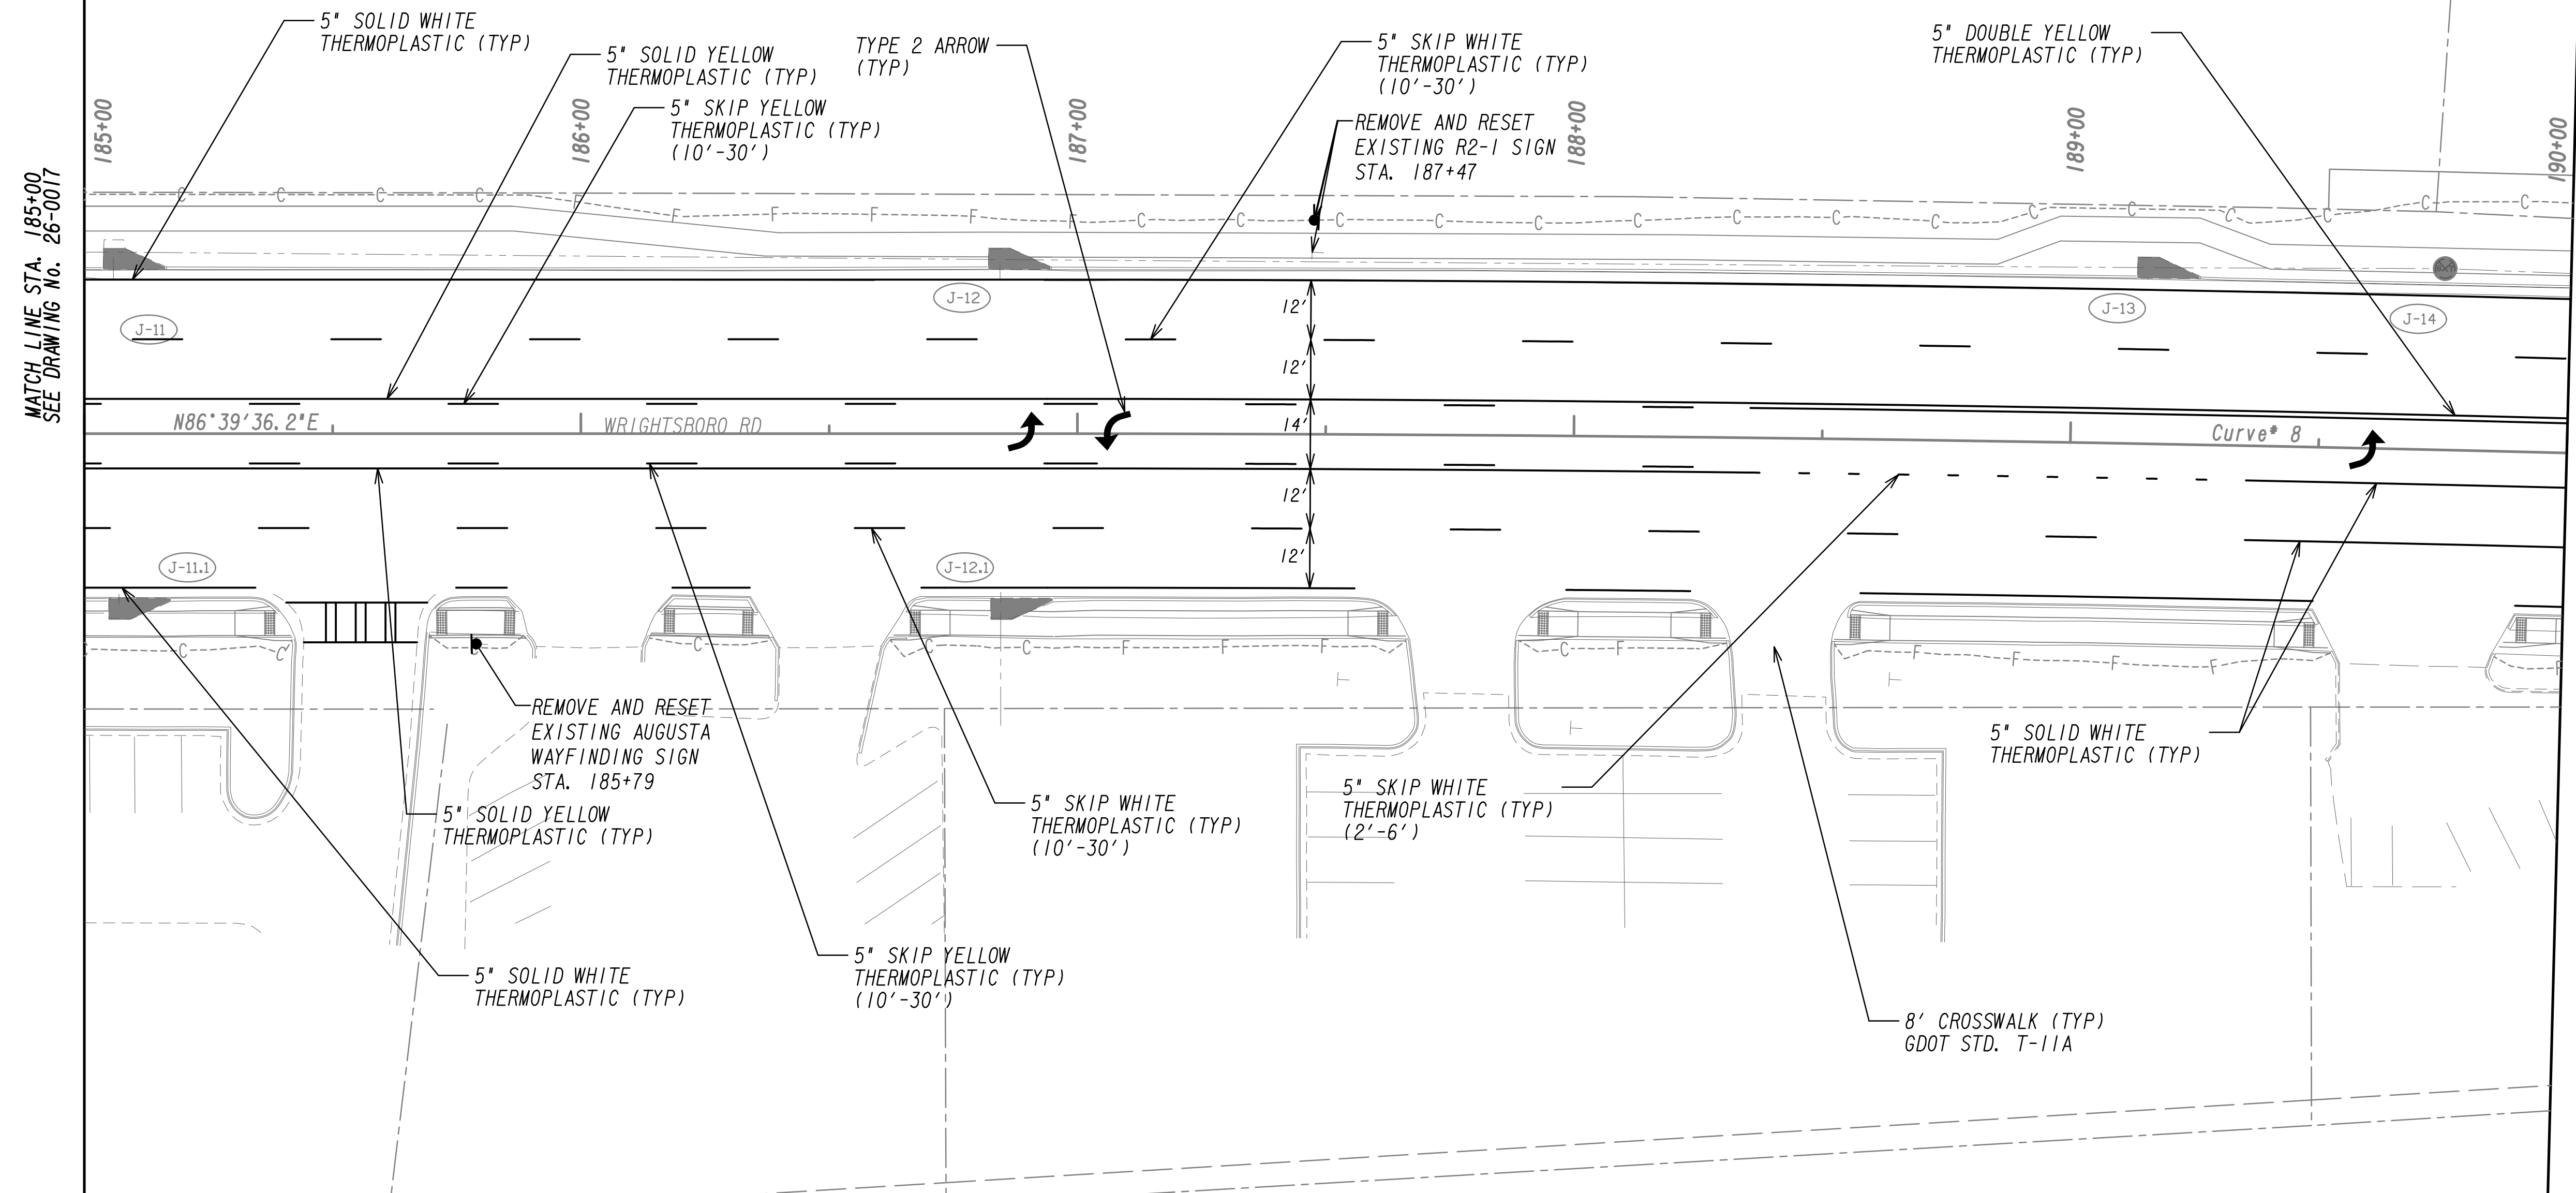 5" SOLID WHITE
THERMOPLASTIC (TYP)
5" SOLID YELLOW
THERMOPLASTIC (TYP)
5" SKIP YELLOW
THERMOPLASTIC (TYP)
(10'-30')
TYPE 2 ARROW
(TYP)
5" SKIP WHITE
THERMOPLASTIC (TYP)
(10'-30')
REMOVE AND RESET
EXISTING R2-1 SIGN
STA. 187+47
5" DOUBLE YELLOW
THERMOPLASTIC (TYP)
185+00
186+00
187+00
188+00
189+00
190+00
MATCH LINE STA. 185+00
SEE DRAWING No. 26-0017
C C C C F F F F F F C C C C C C C C C C C C C C C
J-11
J-12
J-13
J-14
12'
12'
14'
12'
12'
N86°39'36.2"E
WRIGHTSBORO RD
Curve# 8
J-11.1
J-12.1
C C C C C C F F F C F F F F F F
REMOVE AND RESET
EXISTING AUGUSTA
WAYFINDING SIGN
STA. 185+79
5" SOLID YELLOW
THERMOPLASTIC (TYP)
5" SKIP WHITE
THERMOPLASTIC (TYP)
(10'-30')
5" SKIP WHITE
THERMOPLASTIC (TYP)
(2'-6')
5" SOLID WHITE
THERMOPLASTIC (TYP)
5" SOLID WHITE
THERMOPLASTIC (TYP)
5" SKIP YELLOW
THERMOPLASTIC (TYP)
(10'-30')
8' CROSSWALK (TYP)
GDOT STD. T-11A